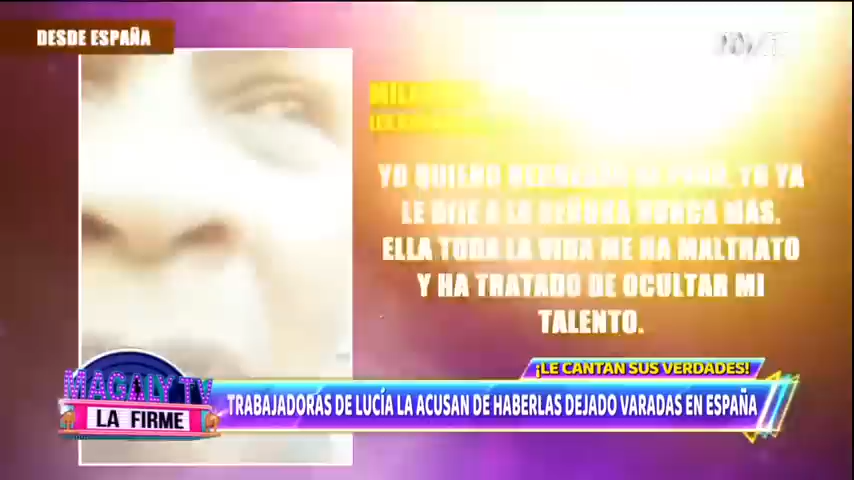 DESDE ESPAÑA
YO QUIERO REGRESAR AL PERÚ, YO YA
LE DIJE A LA SEÑORA NUNCA MÁS.
ELLA TODA LA VIDA ME HA MALTRATO
Y HA TRATADO DE OCULTAR MI
TALENTO.
¡LE CANTAN SUS VERDADES!
MAGALY TV
LA FIRME
TRABAJADORAS DE LUCÍA LA ACUSAN DE HABERLAS DEJADO VARADAS EN ESPAÑA